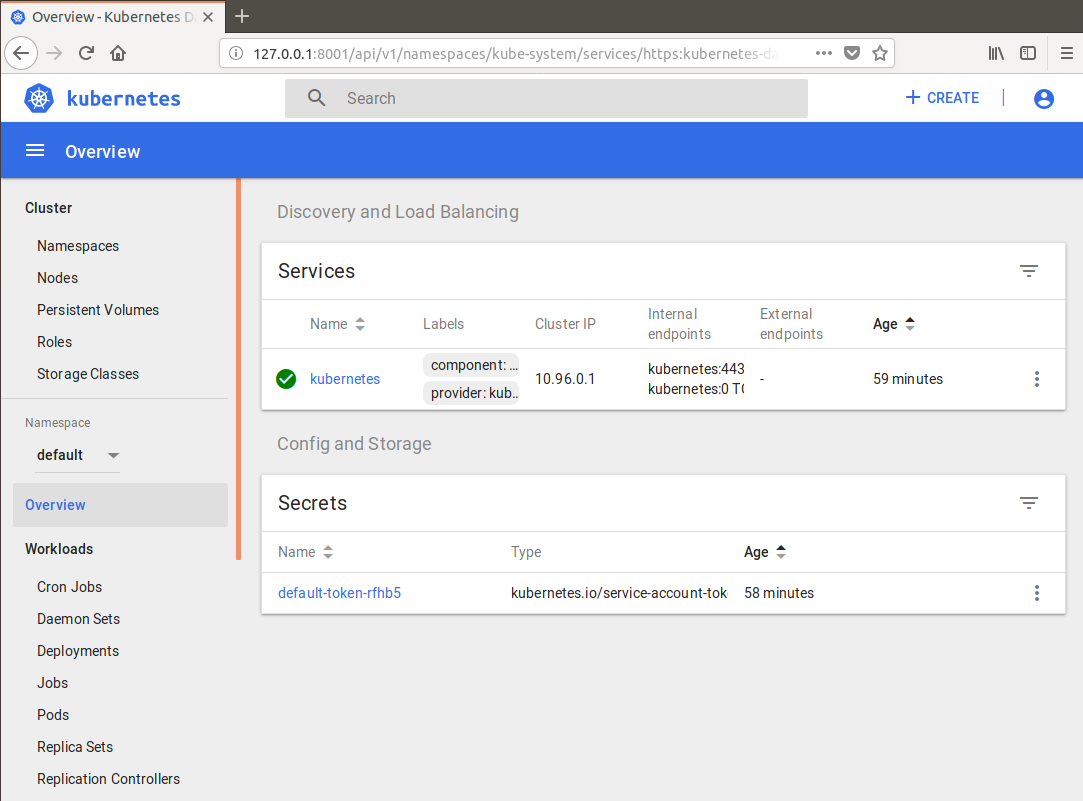 Overview - Kubernetes D
127.0.0.1:8001/api/v1/namespaces/kube-system/services/https:kubernetes-da
kubernetes
Search
CREATE
Overview
Cluster
Namespaces
Nodes
Persistent Volumes
Roles
Storage Classes
Namespace
default
Overview
Workloads
Cron Jobs
Daemon Sets
Deployments
Jobs
Pods
Replica Sets
Replication Controllers
Discovery and Load Balancing
Services
Name
Labels
Cluster IP
Internal
endpoints
External
endpoints
Age
kubernetes
component: ...
provider: kub...
10.96.0.1
kubernetes:443
kubernetes:0 TC
-
59 minutes
Config and Storage
Secrets
Name
Type
Age
default-token-rfhb5
kubernetes.io/service-account-tok
58 minutes